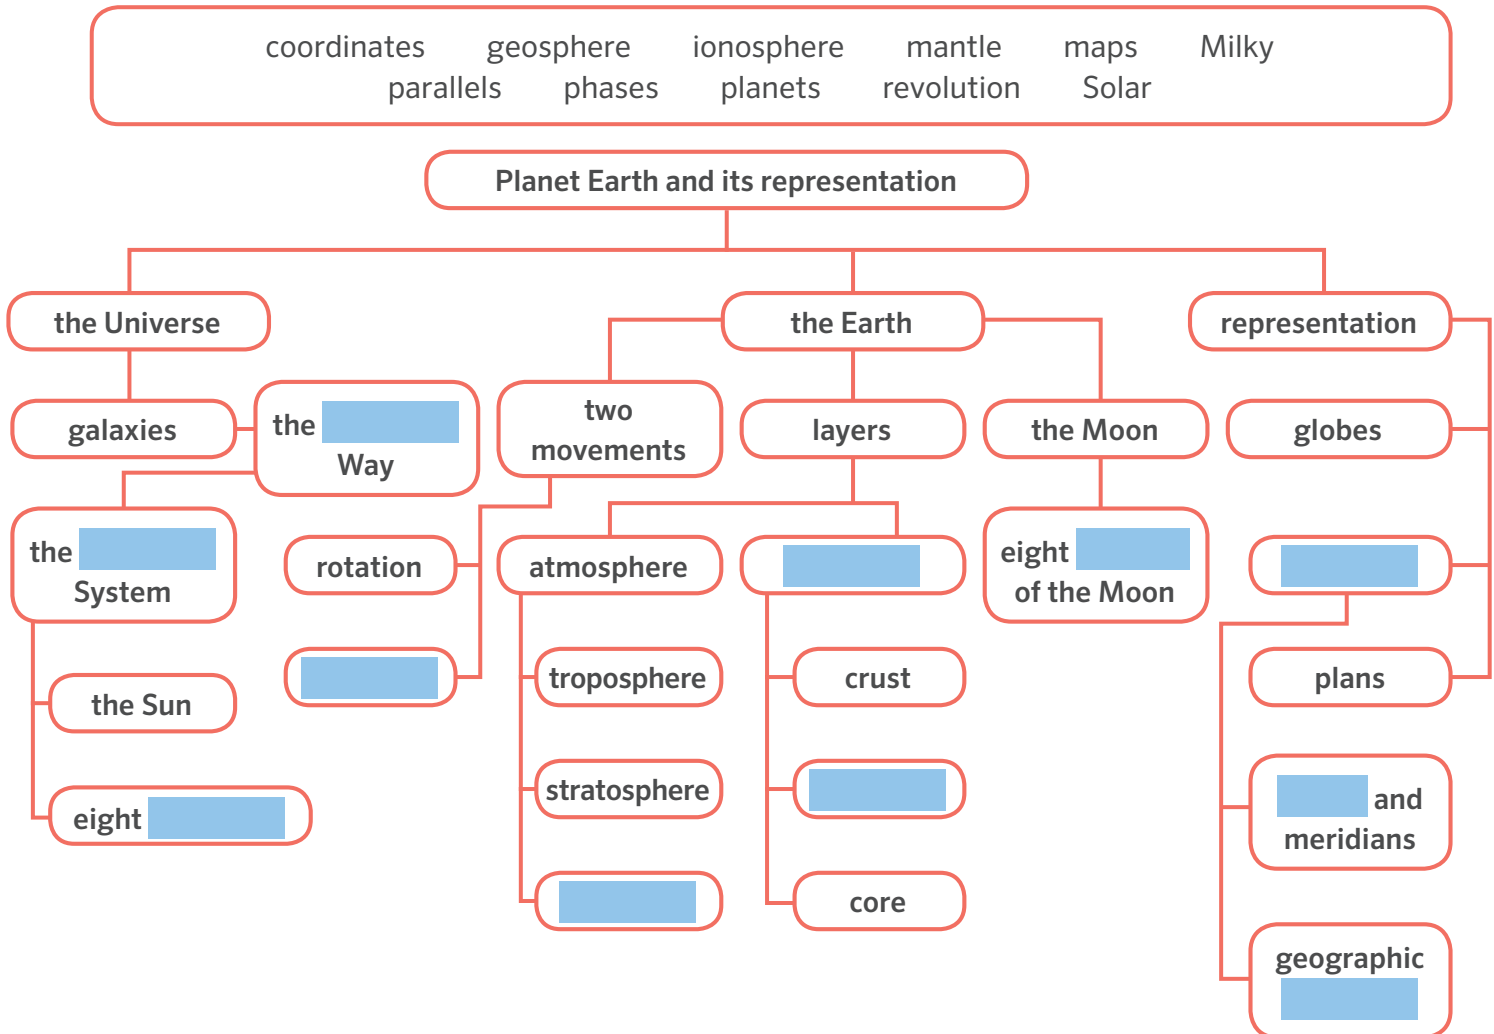 coordinates geosphere ionosphere mantle maps Milky
parallels phases planets revolution Solar
Planet Earth and its representation
the Universe
the Earth
representation
galaxies
the
Way
two
movements
layers
the Moon
globes
the
System
rotation
atmosphere
eight
of the Moon
the Sun
troposphere
crust
plans
eight
stratosphere
and
meridians
core
geographic